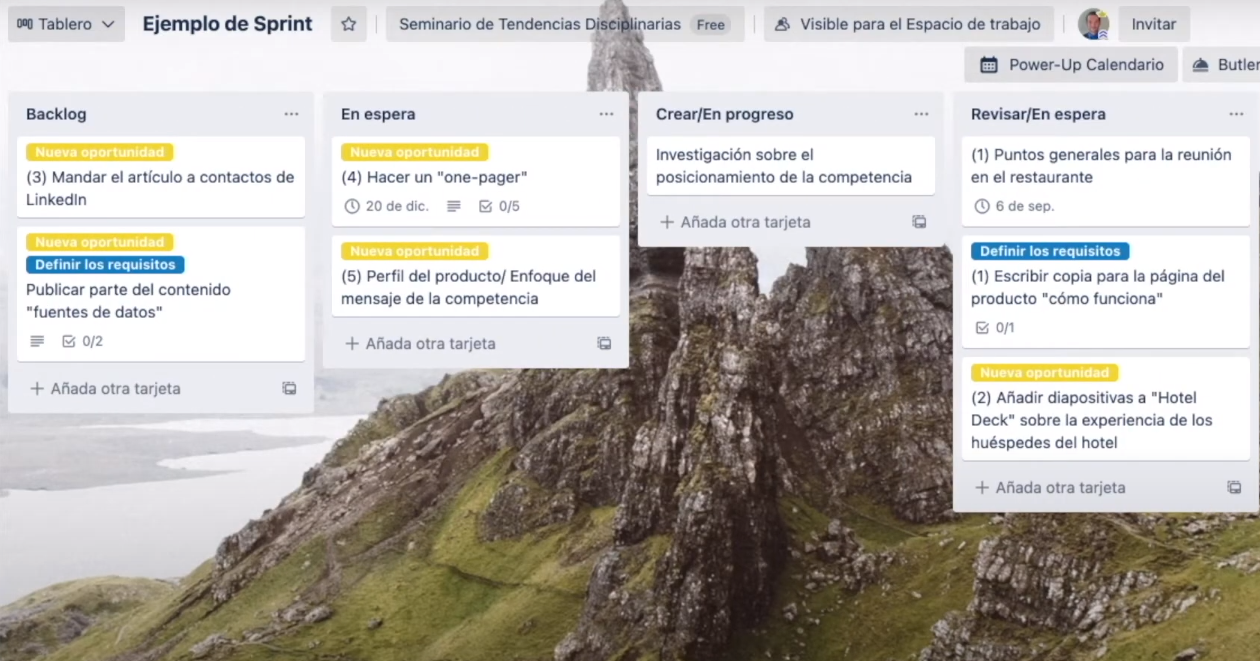 Tablero
Ejemplo de Sprint
Seminario de Tendencias Disciplinarias Free
Visible para el Espacio de trabajo
Invitar
Power-Up Calendario
Butler
Backlog
Nueva oportunidad
(3) Mandar el artículo a contactos de
LinkedIn
Nueva oportunidad
Definir los requisitos
Publicar parte del contenido
"fuentes de datos"
0/2
+ Añada otra tarjeta
En espera
Nueva oportunidad
(4) Hacer un "one-pager"
20 de dic. 0/5
Nueva oportunidad
(5) Perfil del producto/ Enfoque del
mensaje de la competencia
+ Añada otra tarjeta
Crear/En progreso
Investigación sobre el
posicionamiento de la competencia
+ Añada otra tarjeta
Revisar/En espera
(1) Puntos generales para la reunión
en el restaurante
6 de sep.
Definir los requisitos
(1) Escribir copia para la página del
producto "cómo funciona"
0/1
Nueva oportunidad
(2) Añadir diapositivas a "Hotel
Deck" sobre la experiencia de los
huéspedes del hotel
+ Añada otra tarjeta